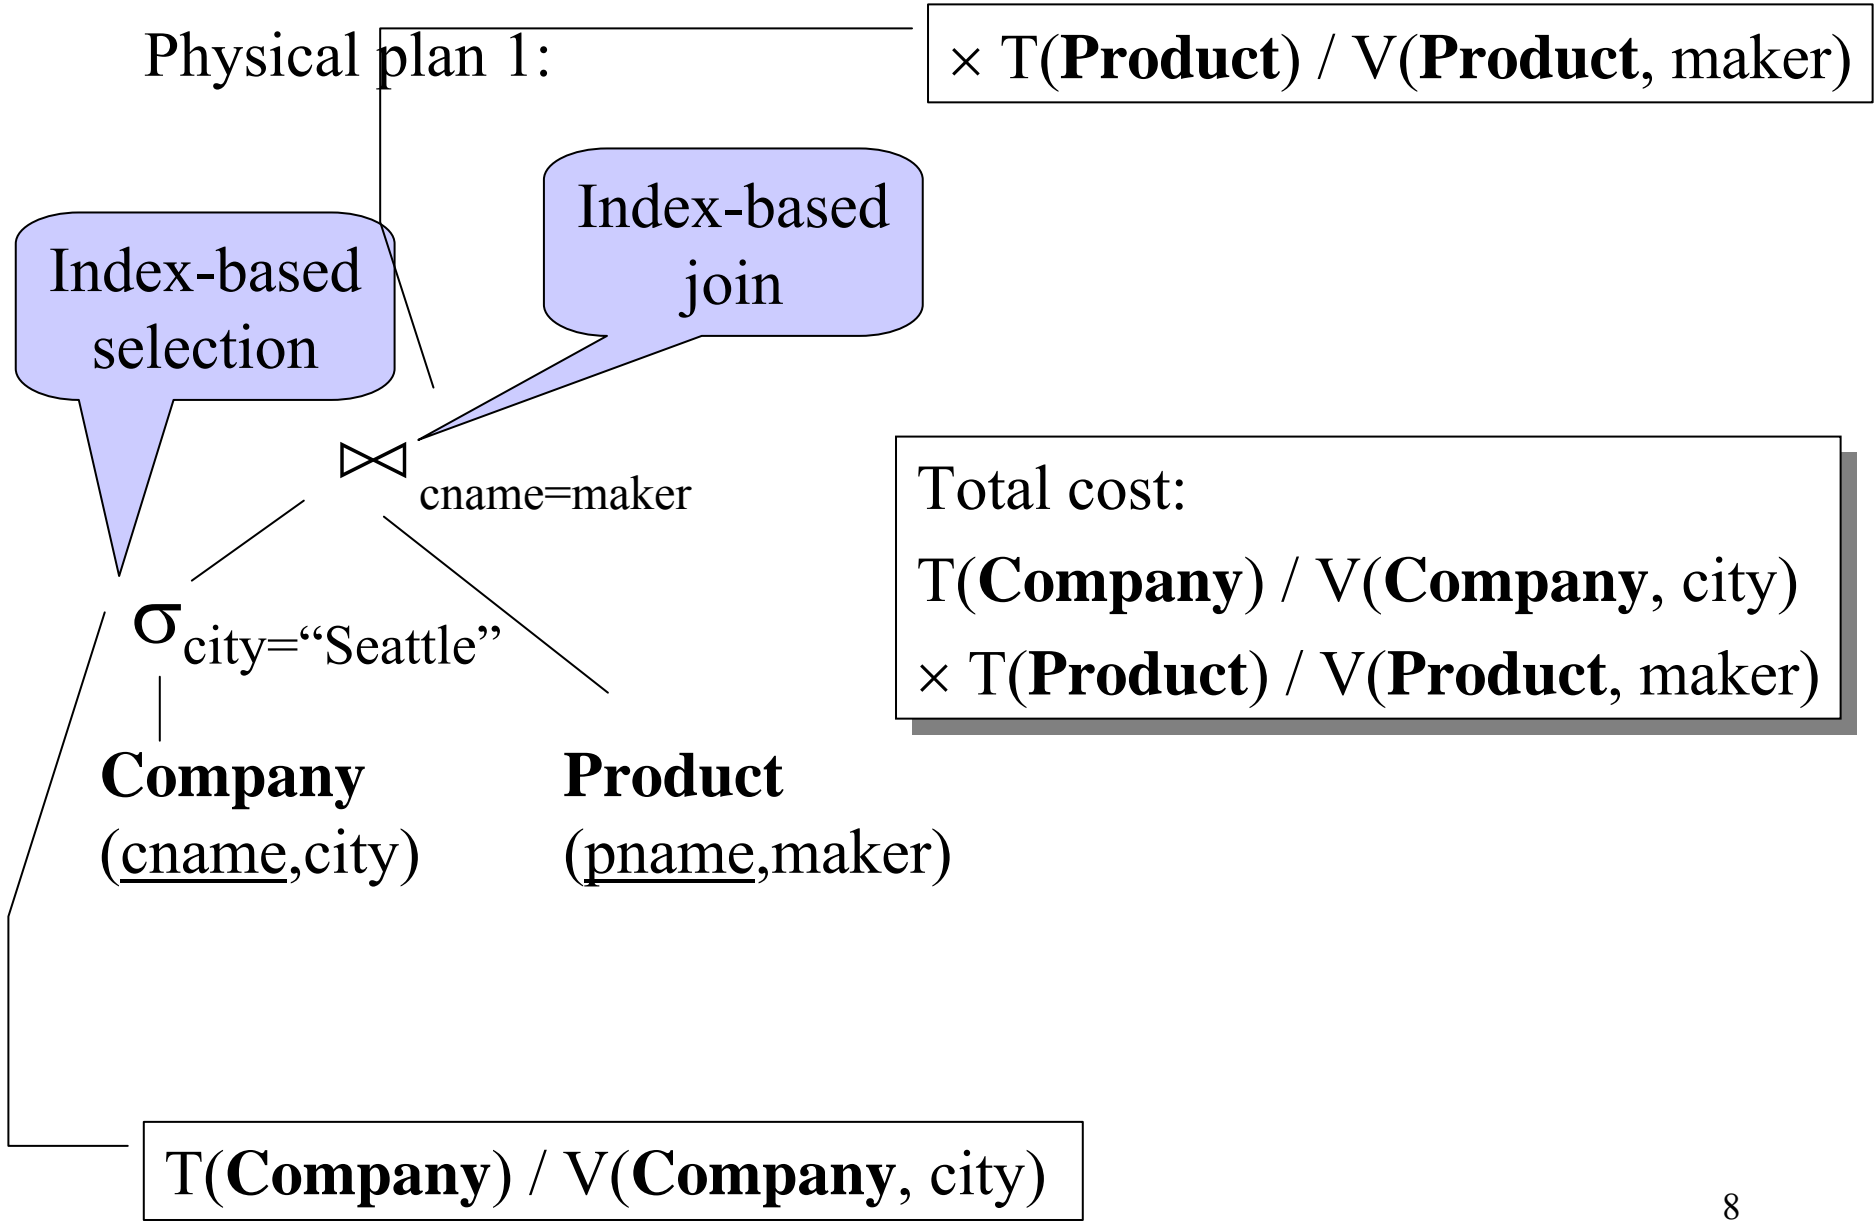 Physical plan 1:
× T(Product) / V(Product, maker)
Index-based
join
Index-based
selection
⋈ cname=maker
Total cost:
T(Company) / V(Company, city)
× T(Product) / V(Product, maker)
σcity=“Seattle”
Company
(cname,city)
Product
(pname,maker)
T(Company) / V(Company, city)
8